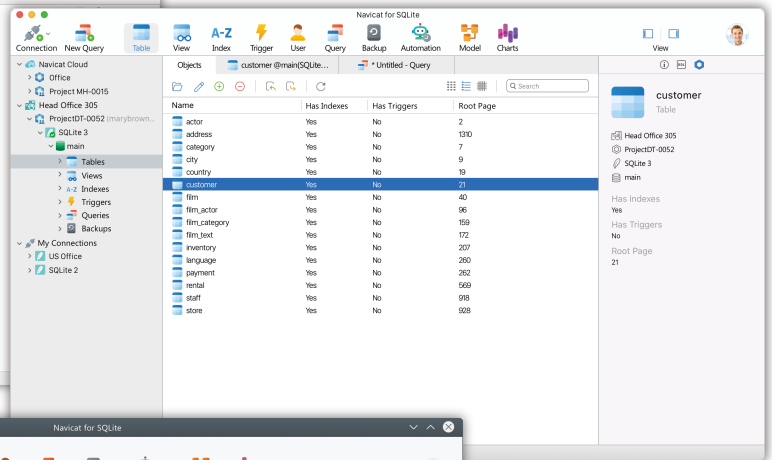 Navicat for SQLite
Connection New Query Table View Index Trigger User Query Backup Automation Model Charts View
A-Z
Navicat Cloud
Office
Project MH-0015
Head Office 305
ProjectDT-0052 (marybrown...
SQLite 3
main
Tables
Views
A-Z Indexes
Triggers
Queries
Backups
My Connections
US Office
SQLite 2
Objects customer @main(SQLite... * Untitled - Query
Search
Name Has Indexes Has Triggers Root Page
actor Yes No 2
address Yes No 1310
category Yes No 7
city Yes No 9
country Yes No 19
customer Yes No 21
film Yes No 40
film_actor Yes No 96
film_category Yes No 159
film_text Yes No 172
inventory Yes No 207
language Yes No 260
payment Yes No 262
rental Yes No 569
staff Yes No 918
store Yes No 928
customer
Table
Head Office 305
ProjectDT-0052
SQLite 3
main
Has Indexes
Yes
Has Triggers
No
Root Page
21
Navicat for SQLite